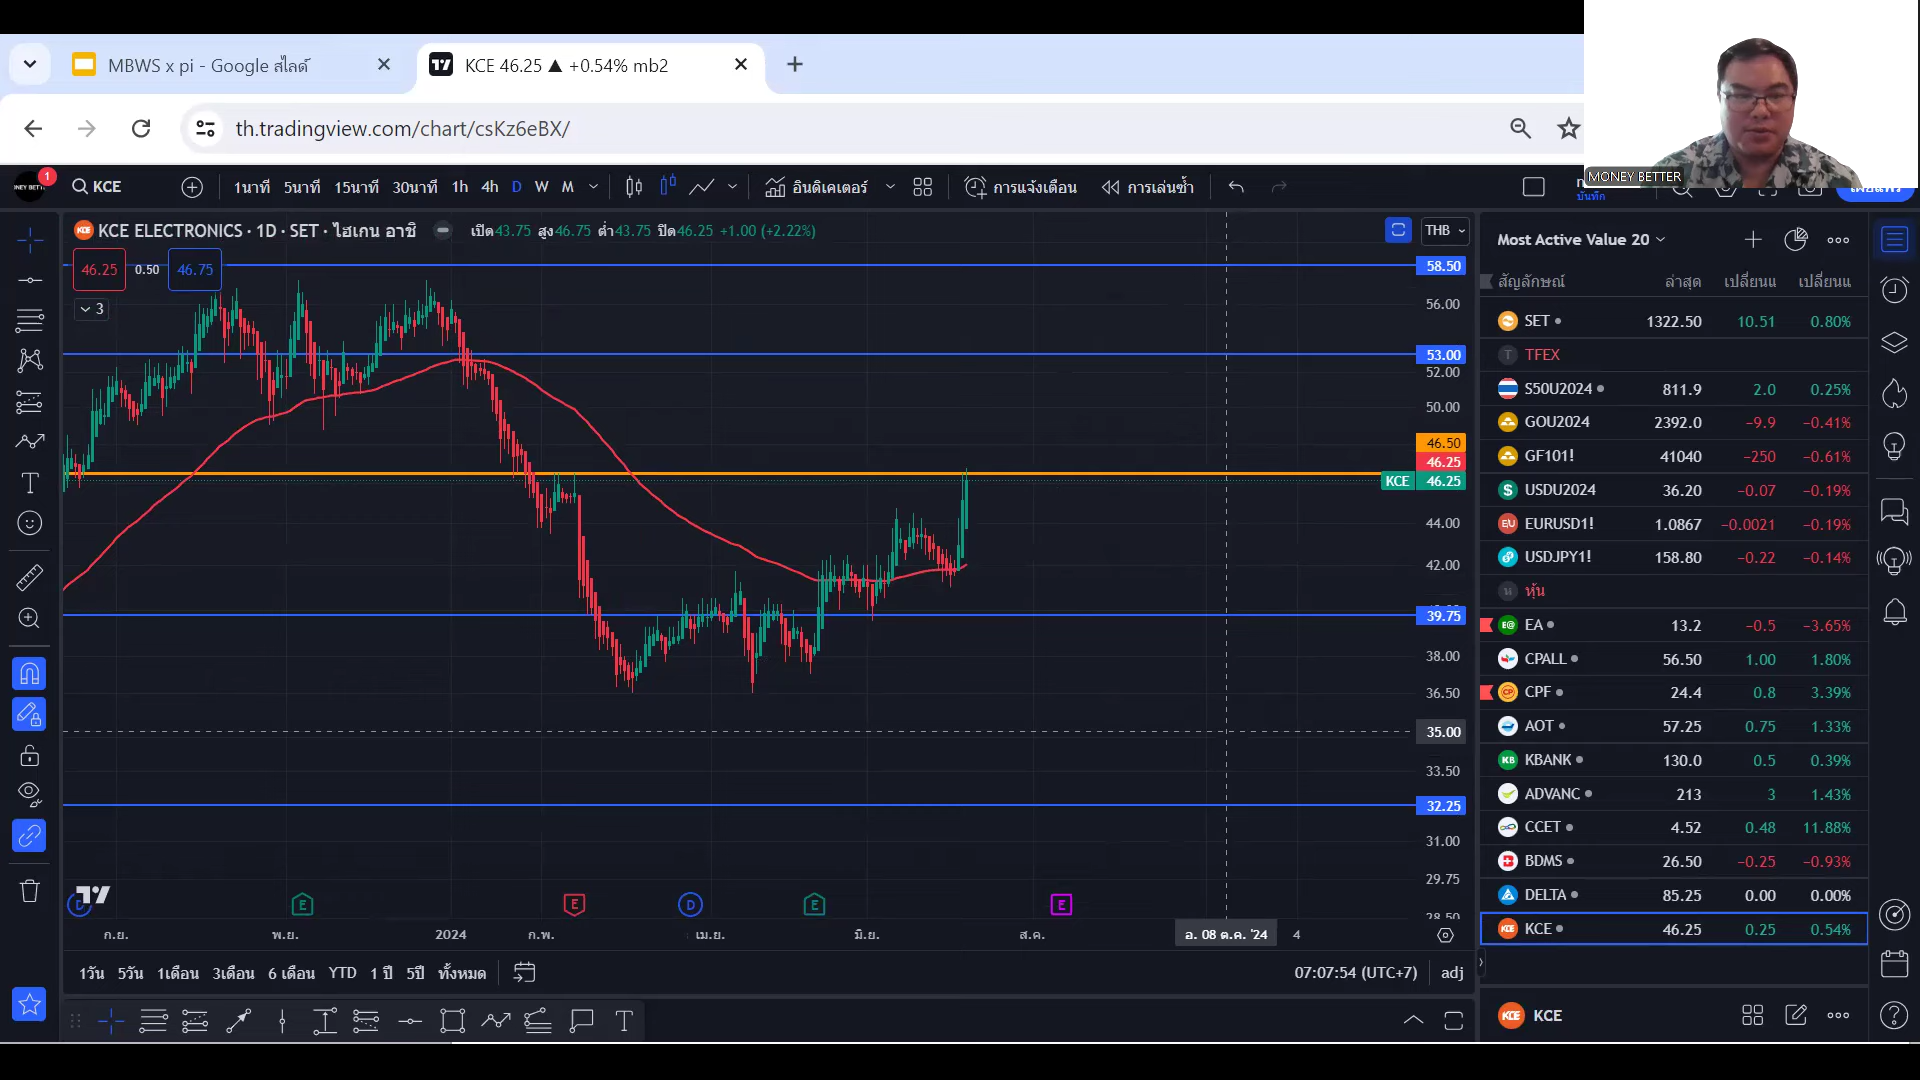 MBWS x pi - Google สไลด์
KCE 46.25 ▲ +0.54% mb2
th.tradingview.com/chart/csKz6eBX/
MONEY BETTER
1
KCE
1นาที 5นาที 15นาที 30นาที 1h 4h D W M
อินดิเคเตอร์
การแจ้งเตือน
การเล่นซ้ำ
บันทึก
KCE ELECTRONICS · 1D · SET · ไฮเกน อาชิ
เปิด43.75 สูง46.75 ต่ำ43.75 ปิด46.25 +1.00 (+2.22%)
THB
46.25 0.50 46.75
3
58.50
56.00
53.00
52.00
50.00
46.50
46.25
KCE 46.25
44.00
42.00
39.75
38.00
36.50
35.00
33.50
32.25
31.00
29.75
28.50
D E E D E E
ก.ย. พ.ย. 2024 ก.พ. เม.ย. มิ.ย. ส.ค. อ. 08 ต.ค. '24 4
1วัน 5วัน 1เดือน 3เดือน 6 เดือน YTD 1 ปี 5ปี ทั้งหมด
07:07:54 (UTC+7) adj
Most Active Value 20
สัญลักษณ์ ล่าสุด เปลี่ยนแ เปลี่ยนแ
SET 1322.50 10.51 0.80%
T TFEX
S50U2024 811.9 2.0 0.25%
GOU2024 2392.0 −9.9 −0.41%
GF101! 41040 −250 −0.61%
USDU2024 36.20 −0.07 −0.19%
EURUSD1! 1.0867 −0.0021 −0.19%
USDJPY1! 158.80 −0.22 −0.14%
ห หุ้น
EA 13.2 −0.5 −3.65%
CPALL 56.50 1.00 1.80%
CPF 24.4 0.8 3.39%
AOT 57.25 0.75 1.33%
KBANK 130.0 0.5 0.39%
ADVANC 213 3 1.43%
CCET 4.52 0.48 11.88%
BDMS 26.50 −0.25 −0.93%
DELTA 85.25 0.00 0.00%
KCE 46.25 0.25 0.54%
KCE